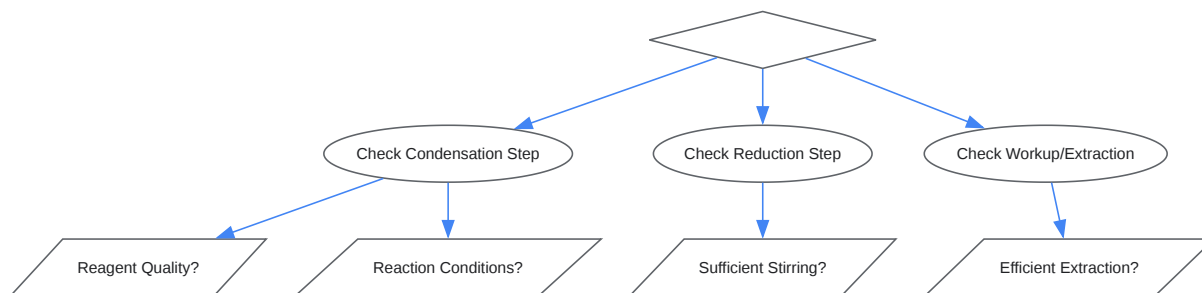 Check Condensation Step
Check Reduction Step
Check Workup/Extraction
Reagent Quality?
Reaction Conditions?
Sufficient Stirring?
Efficient Extraction?